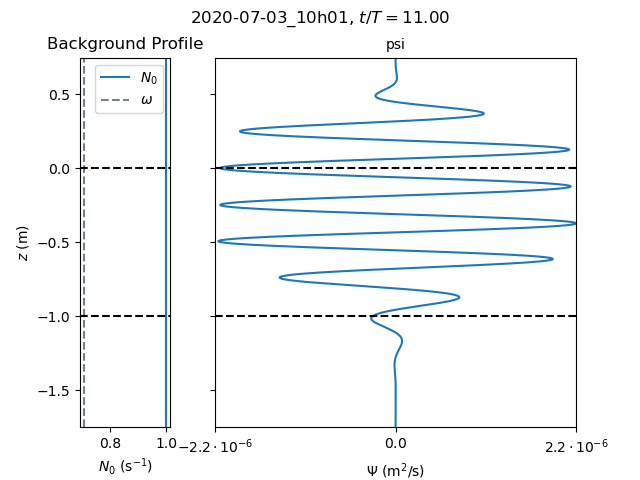 2020-07-03_10h01, t/T = 11.00
Background Profile
psi
N₀
ω
0.5
0.0
−0.5
−1.0
−1.5
z (m)
0.8
1.0
N₀ (s⁻¹)
−2.2 · 10⁻⁶
0.0
2.2 · 10⁻⁶
Ψ (m²/s)